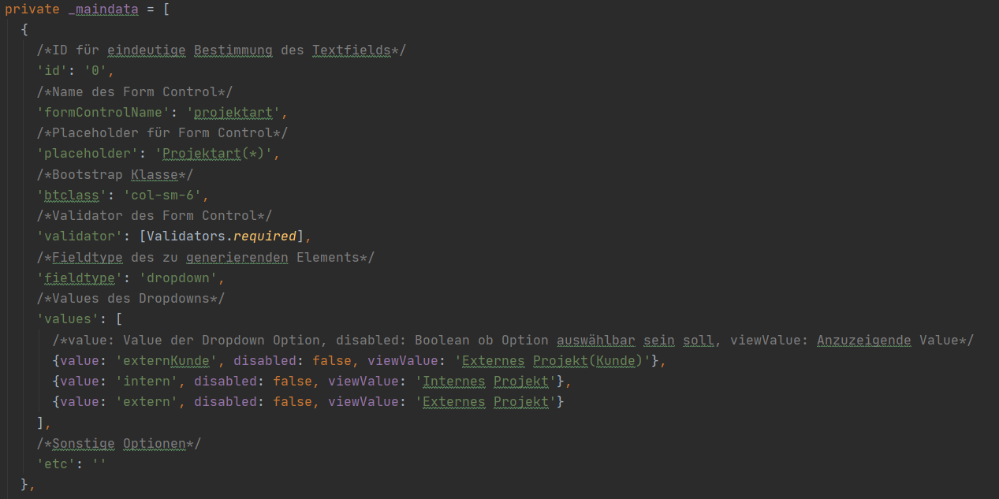 private _maindata = [
{
/*ID für eindeutige Bestimmung des Textfields*/
'id': '0',
/*Name des Form Control*/
'formControlName': 'projektart',
/*Placeholder für Form Control*/
'placeholder': 'Projektart(*)',
/*Bootstrap Klasse*/
'btclass': 'col-sm-6',
/*Validator des Form Control*/
'validator': [Validators.required],
/*Fieldtype des zu generierenden Elements*/
'fieldtype': 'dropdown',
/*Values des Dropdowns*/
'values': [
/*value: Value der Dropdown Option, disabled: Boolean ob Option auswählbar sein soll, viewValue: Anzuzeigende Value*/
{value: 'externKunde', disabled: false, viewValue: 'Externes Projekt(Kunde)'},
{value: 'intern', disabled: false, viewValue: 'Internes Projekt'},
{value: 'extern', disabled: false, viewValue: 'Externes Projekt'}
],
/*Sonstige Optionen*/
'etc': ''
},